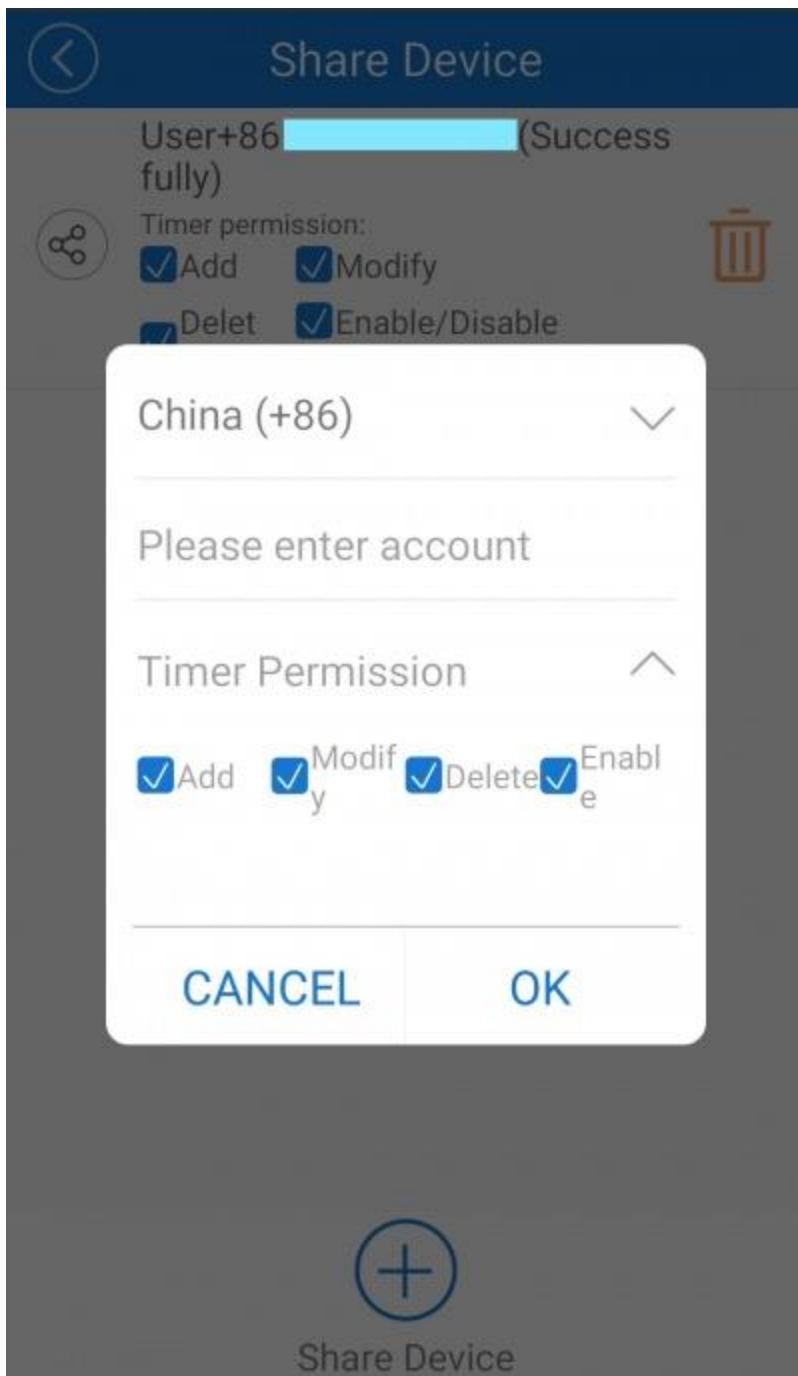 Share Device
User+86 (Success
fully)
Timer permission:
Add Modify
Delet Enable/Disable
China (+86)
Please enter account
Timer Permission
Add Modif
y Delete Enabl
e
CANCEL OK
Share Device